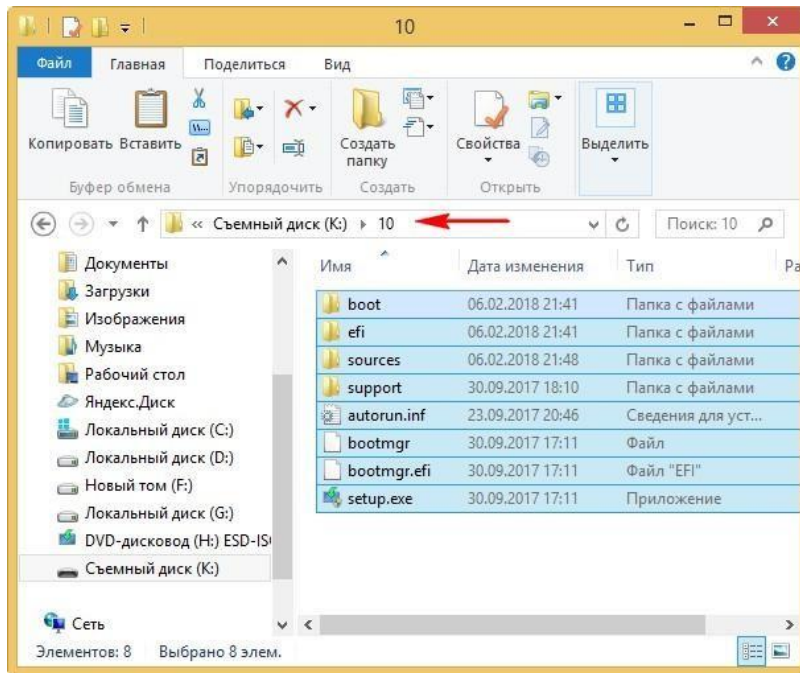 10
Файл Главная Поделиться Вид
Копировать Вставить Создать папку Свойства Выделить
Буфер обмена Упорядочить Создать Открыть
« Съемный диск (K:) 10 Поиск: 10
Документы
Загрузки
Изображения
Музыка
Рабочий стол
Яндекс.Диск
Локальный диск (C:)
Локальный диск (D:)
Новый том (F:)
Локальный диск (G:)
DVD-дисковод (H:) ESD-IS
Съемный диск (K:)
Сеть
Имя Дата изменения Тип Ра
boot 06.02.2018 21:41 Папка с файлами
efi 06.02.2018 21:41 Папка с файлами
sources 06.02.2018 21:48 Папка с файлами
support 30.09.2017 18:10 Папка с файлами
autorun.inf 23.09.2017 20:46 Сведения для уст...
bootmgr 30.09.2017 17:11 Файл
bootmgr.efi 30.09.2017 17:11 Файл "EFI"
setup.exe 30.09.2017 17:11 Приложение
Элементов: 8 Выбрано 8 элем.